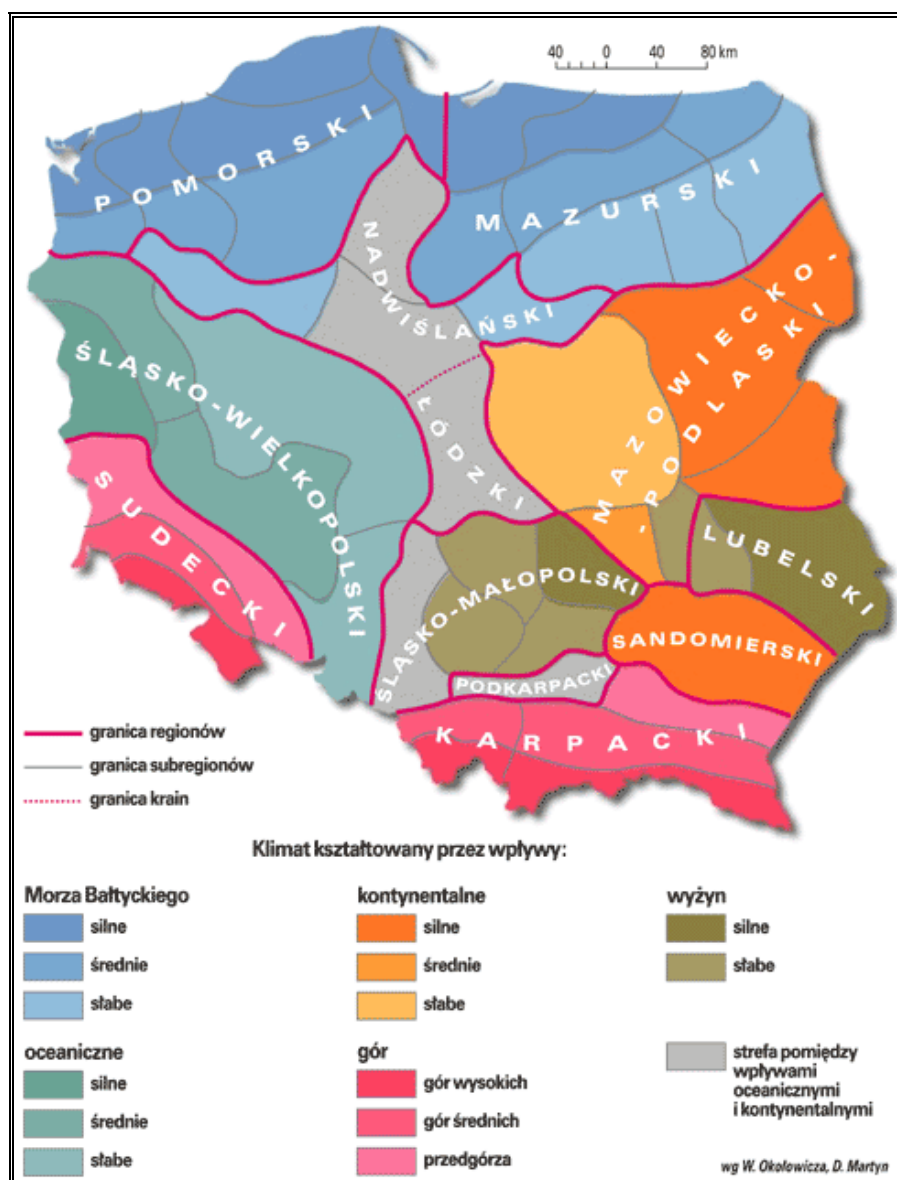 40 0 40 80 km
POMORSKI
MAZURSKI
NADWIŚLAŃSKI
MAZOWIECKO-
-PODLASKI
ŚLĄSKO-WIELKOPOLSKI
ŁÓDZKI
SUDECKI
LUBELSKI
ŚLĄSKO-MAŁOPOLSKI
SANDOMIERSKI
PODKARPACKI
KARPACKI
granica regionów
granica subregionów
granica krain
Klimat kształtowany przez wpływy:
Morza Bałtyckiego
silne
średnie
słabe
kontynentalne
silne
średnie
słabe
wyżyn
silne
słabe
oceaniczne
silne
średnie
słabe
gór
gór wysokich
gór średnich
przedgórza
strefa pomiędzy
wpływami
oceanicznymi
i kontynentalnymi
wg W. Okołowicza, D. Martyn